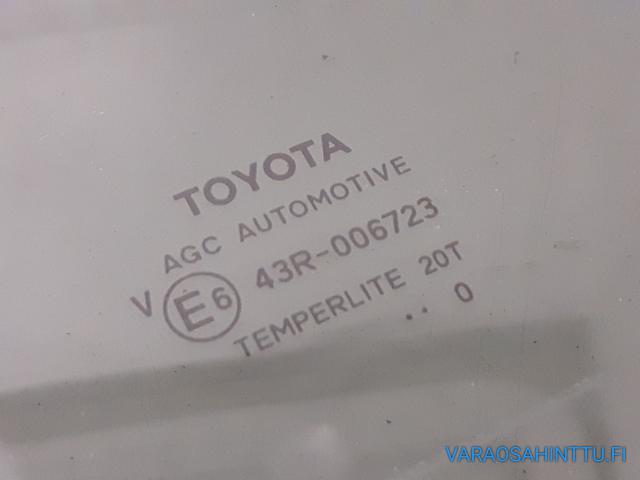 TOYOTA
AGC AUTOMOTIVE
V E6 43R-006723
TEMPERLITE 20T
.. 0
VARAOSAHINTTU.FI